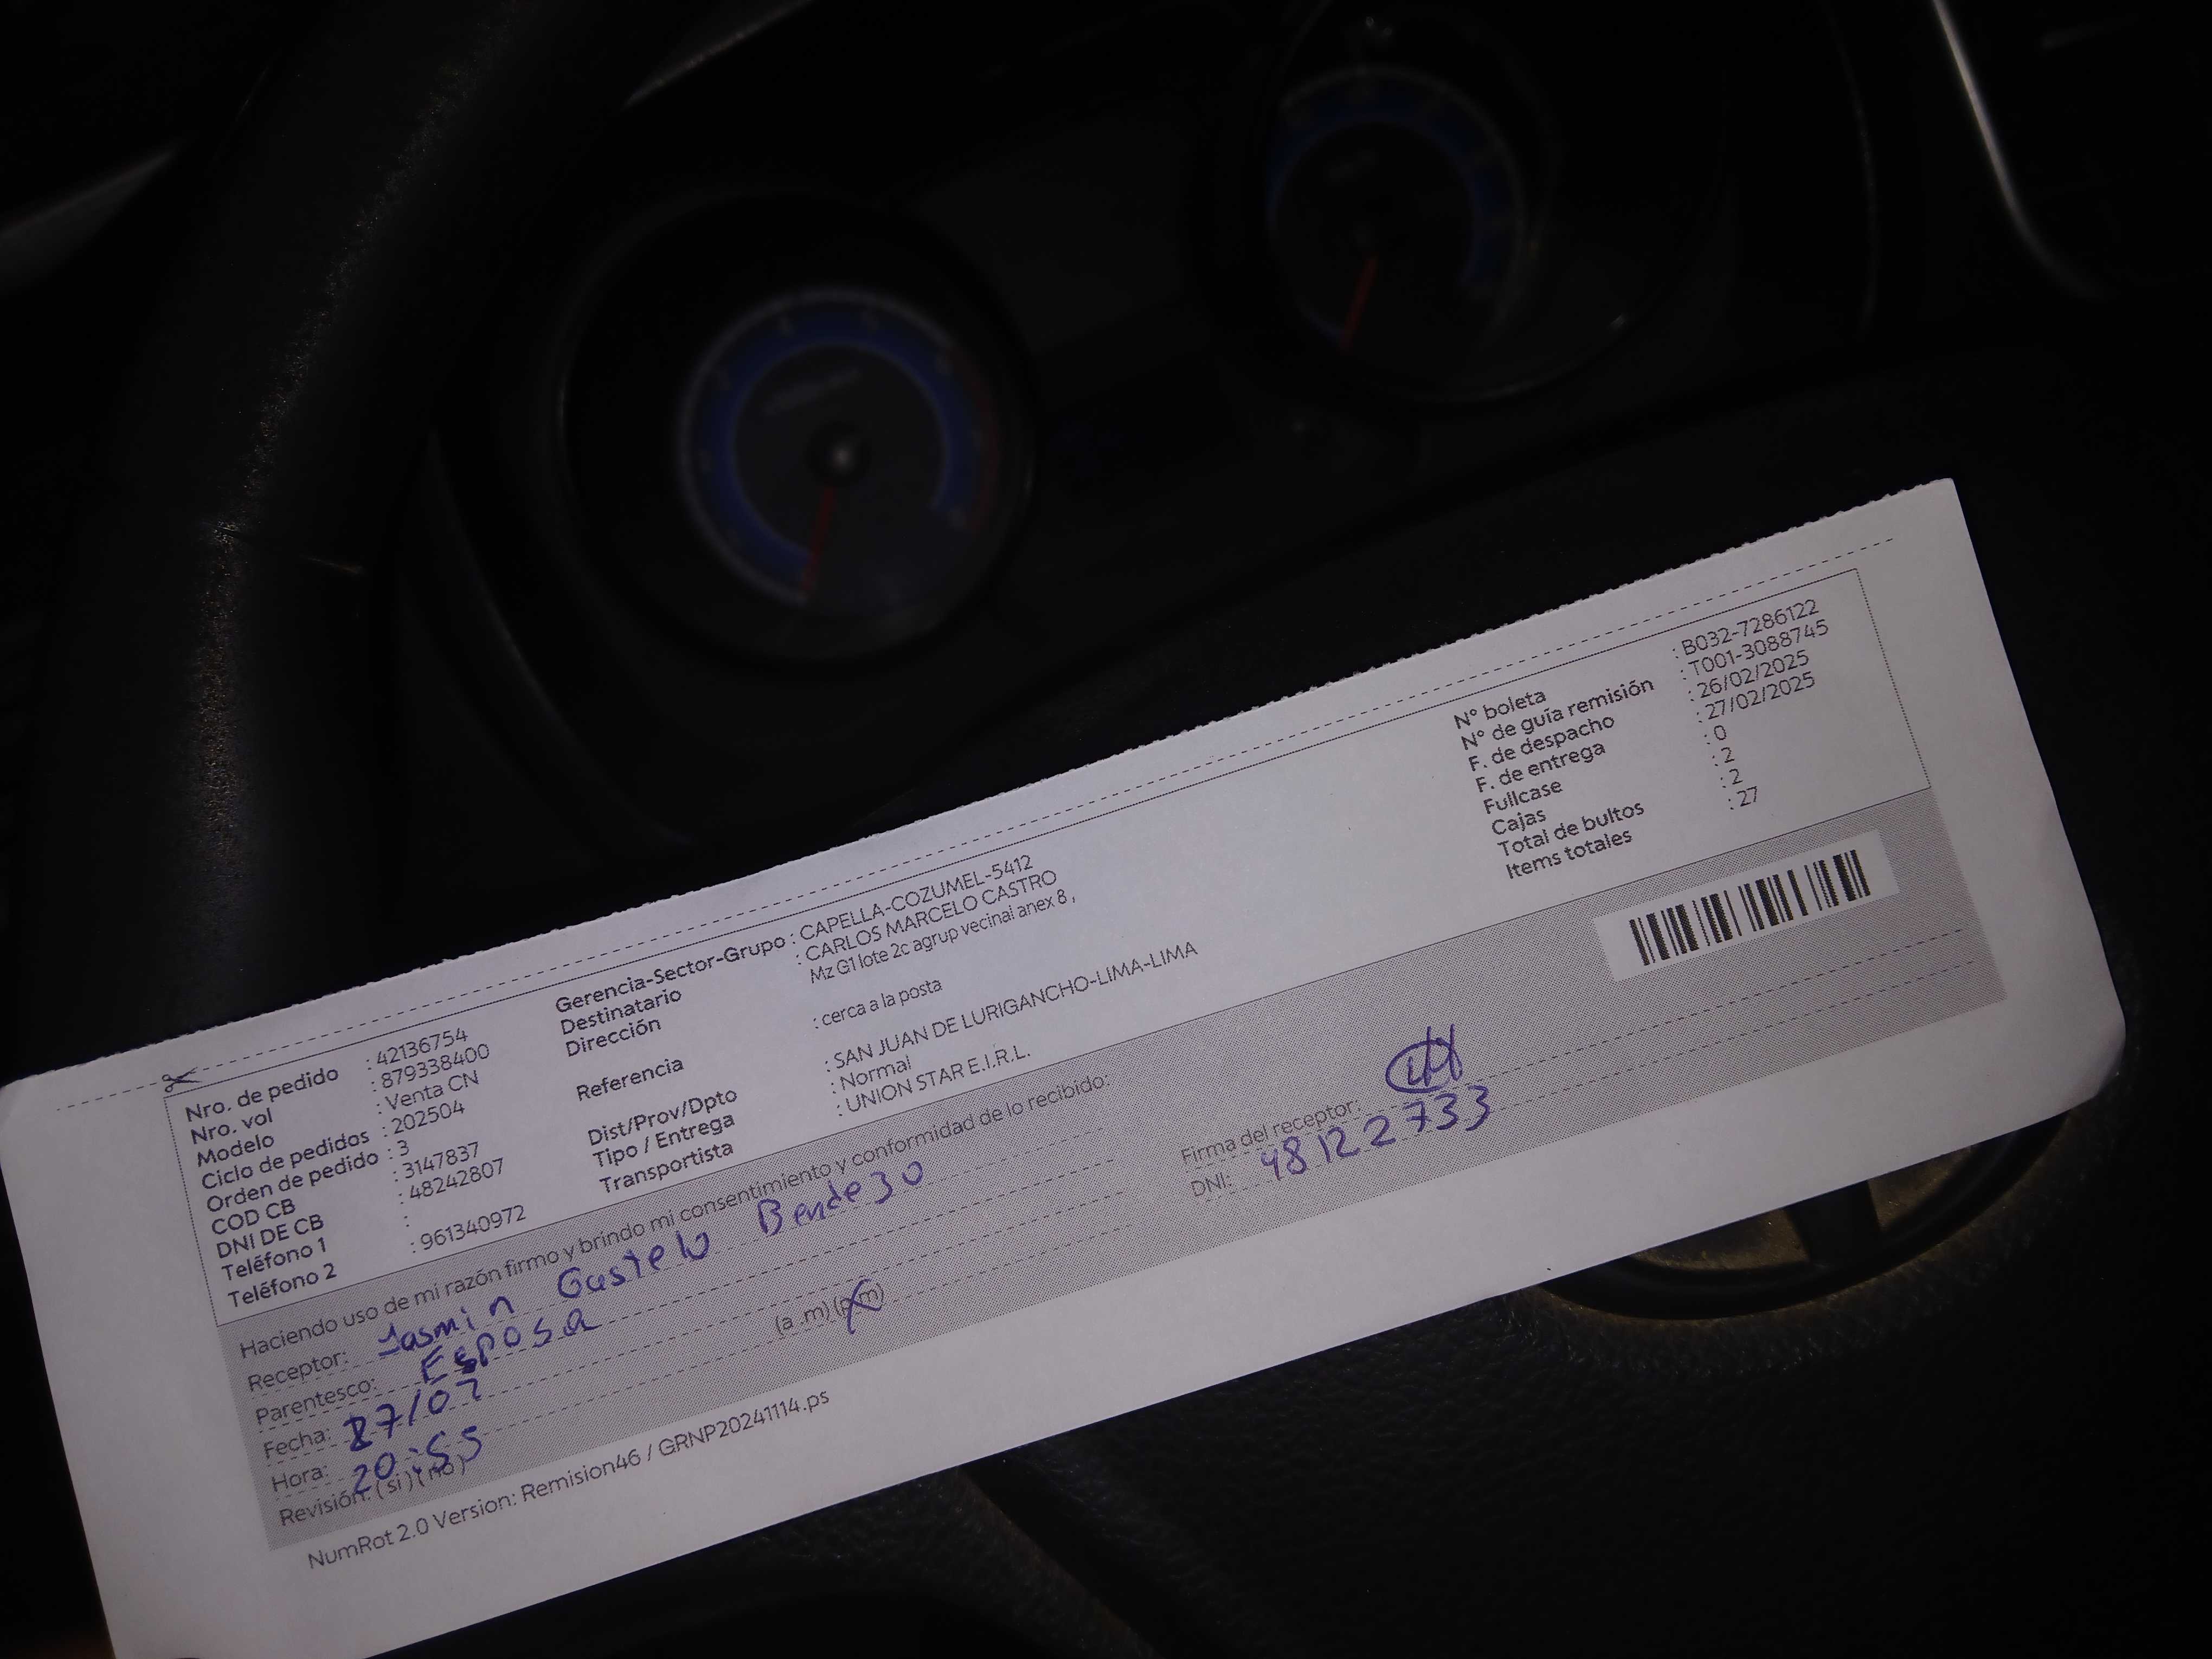 Nro. de pedido : 42136754
Nro. vol : 879338400
Modelo : Venta CN
Ciclo de pedidos : 202504
Orden de pedido : 3
COD CB : 3147837
DNI DE CB : 48242807
Teléfono 1 :
Teléfono 2 : 961340972
Gerencia-Sector-Grupo : CAPELLA-COZUMEL-5412
Destinatario : CARLOS MARCELO CASTRO
Dirección Mz G1 lote 2c agrup vecinal anex 8 ,
Referencia : cerca a la posta
Dist/Prov/Dpto : SAN JUAN DE LURIGANCHO-LIMA-LIMA
Tipo / Entrega : Normal
Transportista : UNION STAR E.I.R.L.
N° boleta : B032-7286122
N° de guía remisión : T001-3088745
F. de despacho : 26/02/2025
F. de entrega : 27/02/2025
Fullcase : 0
Cajas : 2
Total de bultos : 2
Items totales : 27
Haciendo uso de mi razón firmo y brindo mi consentimiento y conformidad de lo recibido:
Receptor: Jasmin Gastelo
Parentesco: Esposa
Fecha: 27/02
Hora: 20:55 (a .m) (p.m)
Revisión: (si) (no)
Firma del receptor:
DNI: 48122733
NumRot 2.0 Version: Remision46 / GRNP20241114.ps